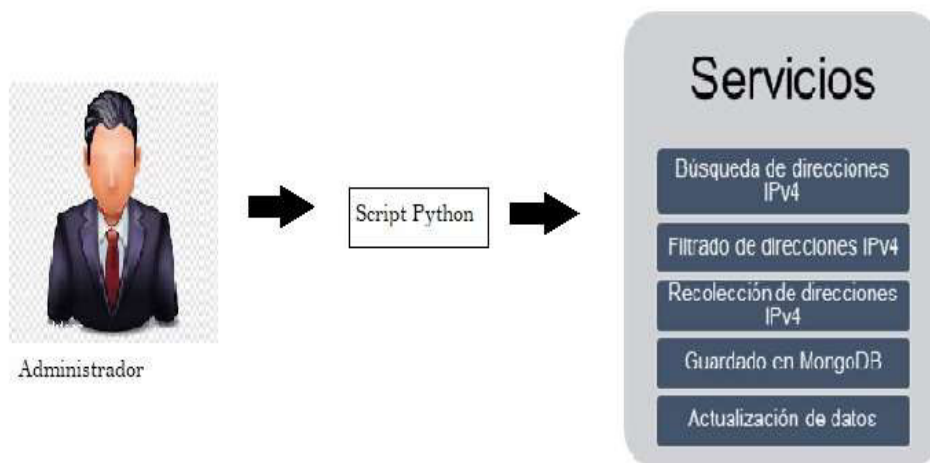 Servicios
Búsqueda de direcciones
IPv4
Script Python
Filtrado de direcciones IPv4
Recolección de direcciones
IPv4
Guardado en MongoDB
Actualización de datos
Administrador